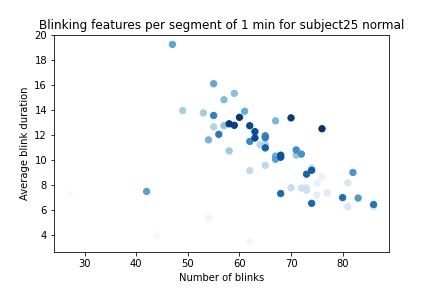 Blinking features per segment of 1 min for subject25 normal
20
18
16
14
12
10
8
6
4
Average blink duration
30 40 50 60 70 80
Number of blinks